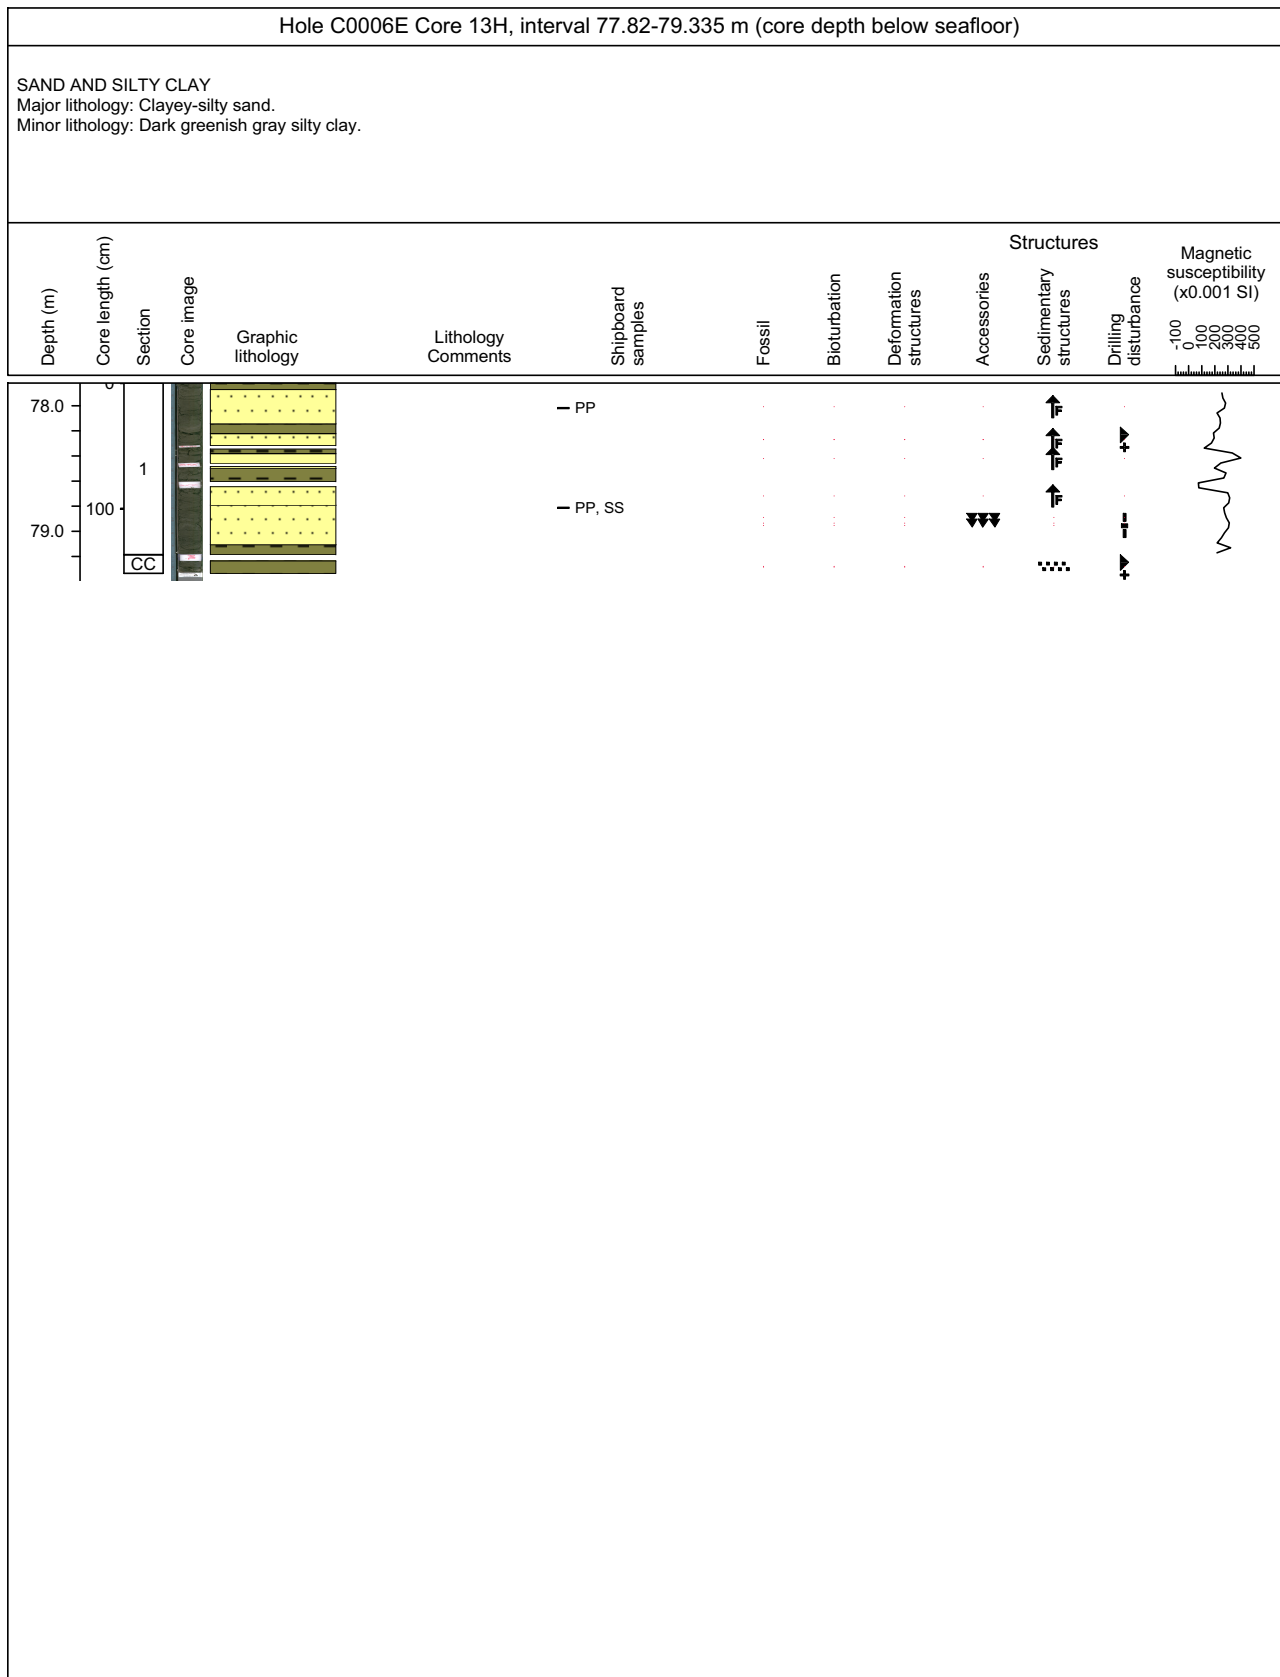 Hole C0006E Core 13H, interval 77.82-79.335 m (core depth below seafloor)
SAND AND SILTY CLAY
Major lithology: Clayey-silty sand.
Minor lithology: Dark greenish gray silty clay.
Depth (m)
Core length (cm)
Section
Core image
Graphic
lithology
Lithology
Comments
Shipboard
samples
Fossil
Bioturbation
Deformation
structures
Accessories
Structures
Sedimentary
structures
Drilling
disturbance
Magnetic
susceptibility
(x0.001 SI)
-100
0
100
200
300
400
500
0
78.0
PP
F
F
F
1
F
100
PP, SS
79.0
CC